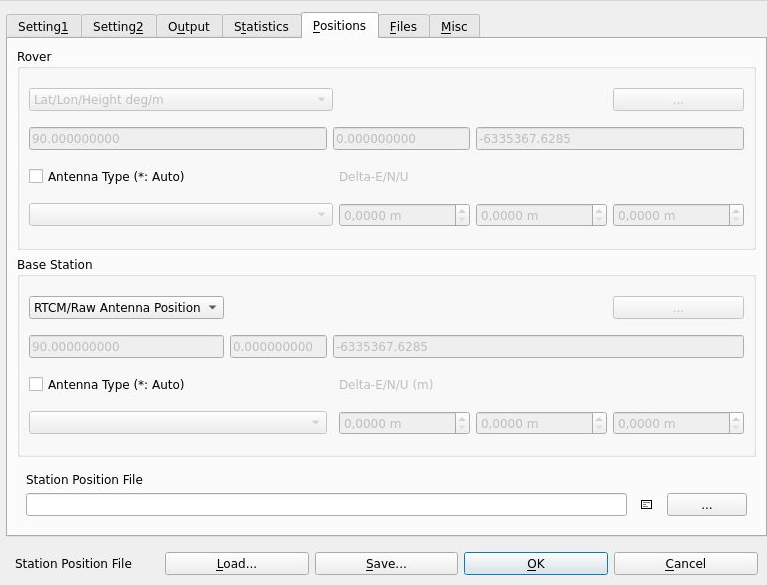 Setting1 Setting2 Output Statistics Positions Files Misc
Rover
Lat/Lon/Height deg/m ...
90.000000000 0.000000000 -6335367.6285
Antenna Type (*: Auto) Delta-E/N/U
0,0000 m 0,0000 m 0,0000 m
Base Station
RTCM/Raw Antenna Position ...
90.000000000 0.000000000 -6335367.6285
Antenna Type (*: Auto) Delta-E/N/U (m)
0,0000 m 0,0000 m 0,0000 m
Station Position File
...
Station Position File Load... Save... OK Cancel